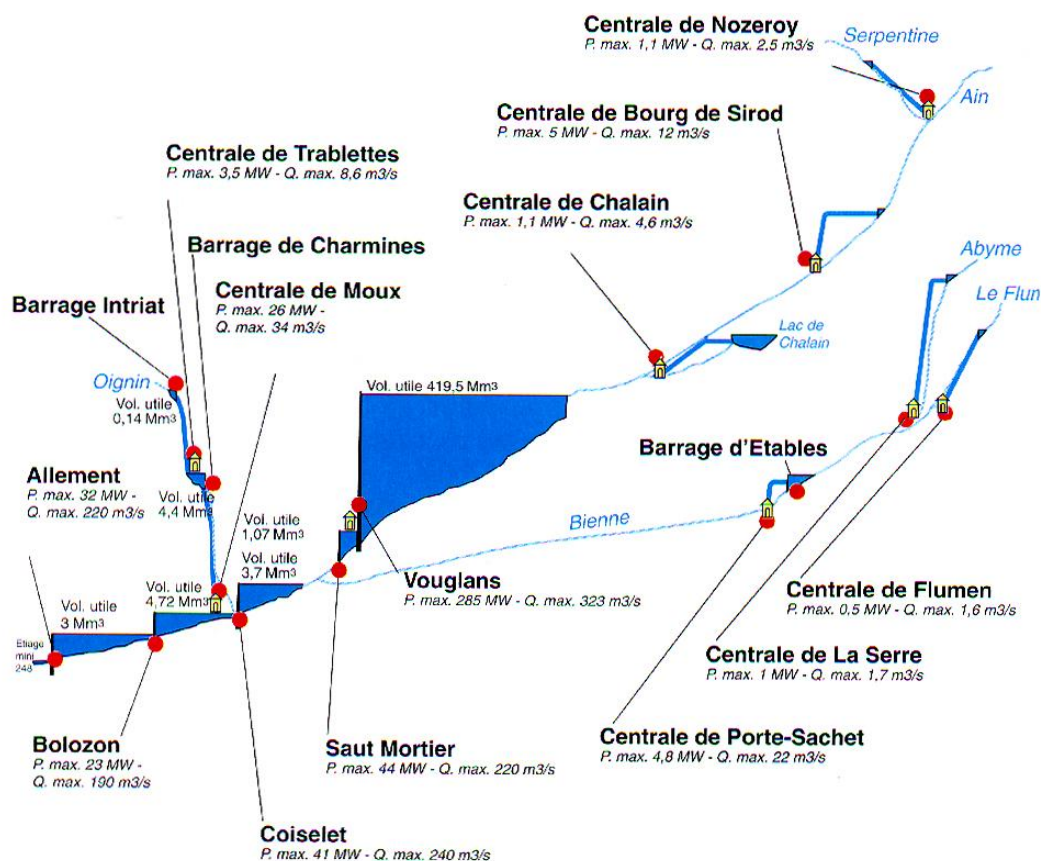 Centrale de Nozeroy
P. max. 1,1 MW - Q. max. 2,5 m3/s
Serpentine
Ain
Centrale de Bourg de Sirod
P. max. 5 MW - Q. max. 12 m3/s
Centrale de Trablettes
P. max. 3,5 MW - Q. max. 8,6 m3/s
Centrale de Chalain
P. max. 1,1 MW - Q. max. 4,6 m3/s
Barrage de Charmines
Abyme
Centrale de Moux
P. max. 26 MW -
Q. max. 34 m3/s
Le Flun
Barrage Intriat
Lac de
Chalain
Oignin
Vol. utile 419,5 Mm3
Vol. utile
0,14 Mm3
Barrage d'Etables
Allement
P. max. 32 MW -
Q. max. 220 m3/s
Vol. utile
4,4 Mm3
Vol. utile
1,07 Mm3
Bienne
Vol. utile
3,7 Mm3
Vouglans
P. max. 285 MW - Q. max. 323 m3/s
Centrale de Flumen
P. max. 0,5 MW - Q. max. 1,6 m3/s
Vol. utile
3 Mm3
Vol. utile
4,72 Mm3
Etiage
mini
248
Centrale de La Serre
P. max. 1 MW - Q. max. 1,7 m3/s
Centrale de Porte-Sachet
P. max. 4,8 MW - Q. max. 22 m3/s
Bolozon
P. max. 23 MW -
Q. max. 190 m3/s
Saut Mortier
P. max. 44 MW - Q. max. 220 m3/s
Coiselet
P. max. 41 MW - Q. max. 240 m3/s